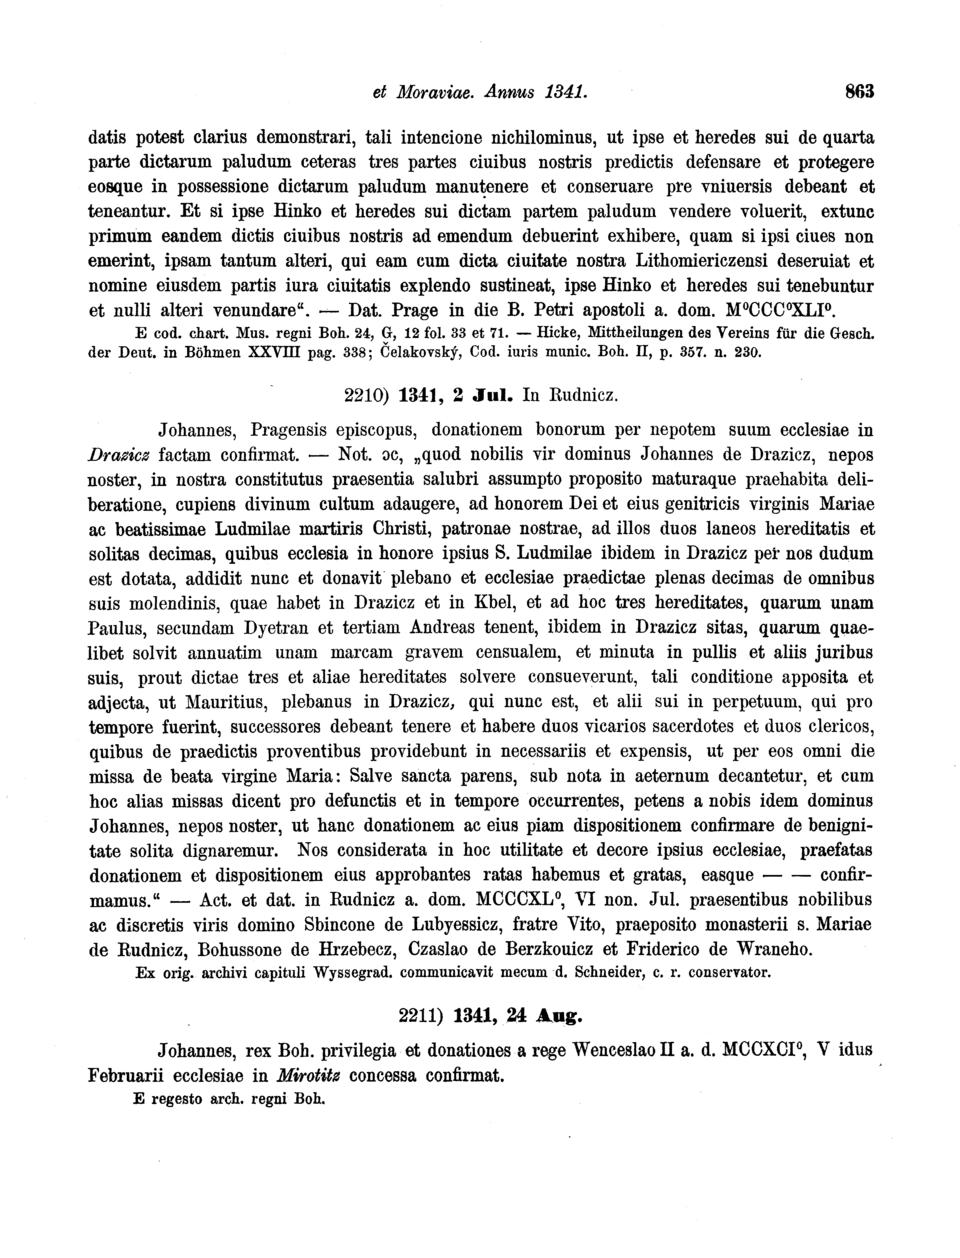 et Moraviae. Annus 1341. 863
datis potest clarius demonstrari, tali intencione nichilominus, ut ipse et heredes sui de quarta
parte dictarum paludum ceteras tres partes ciuibus nostris predictis defensare et protegere
eosque in possessione dictarum paludum manutenere et conseruare pre vniuersis debeant et
teneantur. Et si ipse Hinko et heredes sui dictam partem paludum vendere voluerit, extunc
primum eandem dictis ciuibus nostris ad emendum debuerint exhibere, quam si ipsi ciues non
emerint, ipsam tantum alteri, qui eam cum dicta ciuitate nostra Lithomiericzensi deseruiat et
nomine eiusdem partis iura ciuitatis explendo sustineat, ipse Hinko et heredes sui tenebuntur
et nulli alteri venundare“. — Dat. Prage in die B. Petri apostoli a. dom. M⁰CCC⁰XLI⁰.
E cod. chart. Mus. regni Boh. 24, G, 12 fol. 33 et 71. — Hicke, Mittheilungen des Vereins für die Gesch.
der Deut. in Böhmen XXVIII pag. 338; Čelakovský, Cod. iuris munic. Boh. II, p. 357. n. 230.
2210) 1341, 2 Jul. In Rudnicz.
Johannes, Pragensis episcopus, donationem bonorum per nepotem suum ecclesiae in
Drazicz factam confirmat. — Not. ɔc, „quod nobilis vir dominus Johannes de Drazicz, nepos
noster, in nostra constitutus praesentia salubri assumpto proposito maturaque praehabita deli-
beratione, cupiens divinum cultum adaugere, ad honorem Dei et eius genitricis virginis Mariae
ac beatissimae Ludmilae martiris Christi, patronae nostrae, ad illos duos laneos hereditatis et
solitas decimas, quibus ecclesia in honore ipsius S. Ludmilae ibidem in Drazicz per nos dudum
est dotata, addidit nunc et donavit plebano et ecclesiae praedictae plenas decimas de omnibus
suis molendinis, quae habet in Drazicz et in Kbel, et ad hoc tres hereditates, quarum unam
Paulus, secundam Dyetran et tertiam Andreas tenent, ibidem in Drazicz sitas, quarum quae-
libet solvit annuatim unam marcam gravem censualem, et minuta in pullis et aliis juribus
suis, prout dictae tres et aliae hereditates solvere consueverunt, tali conditione apposita et
adjecta, ut Mauritius, plebanus in Drazicz, qui nunc est, et alii sui in perpetuum, qui pro
tempore fuerint, successores debeant tenere et habere duos vicarios sacerdotes et duos clericos,
quibus de praedictis proventibus providebunt in necessariis et expensis, ut per eos omni die
missa de beata virgine Maria: Salve sancta parens, sub nota in aeternum decantetur, et cum
hoc alias missas dicent pro defunctis et in tempore occurrentes, petens a nobis idem dominus
Johannes, nepos noster, ut hanc donationem ac eius piam dispositionem confirmare de benigni-
tate solita dignaremur. Nos considerata in hoc utilitate et decore ipsius ecclesiae, praefatas
donationem et dispositionem eius approbantes ratas habemus et gratas, easque — — confir-
mamus.“ — Act. et dat. in Rudnicz a. dom. MCCCXL⁰, VI non. Jul. praesentibus nobilibus
ac discretis viris domino Sbincone de Lubyessicz, fratre Vito, praeposito monasterii s. Mariae
de Rudnicz, Bohussone de Hrzebecz, Czaslao de Berzkouicz et Friderico de Wraneho.
Ex orig. archivi capituli Wyssegrad. communicavit mecum d. Schneider, c. r. conservator.
2211) 1341, 24 Aug.
Johannes, rex Boh. privilegia et donationes a rege Wenceslao II a. d. MCCXCI⁰, V idus
Februarii ecclesiae in Mirotitz concessa confirmat.
E regesto arch. regni Boh.